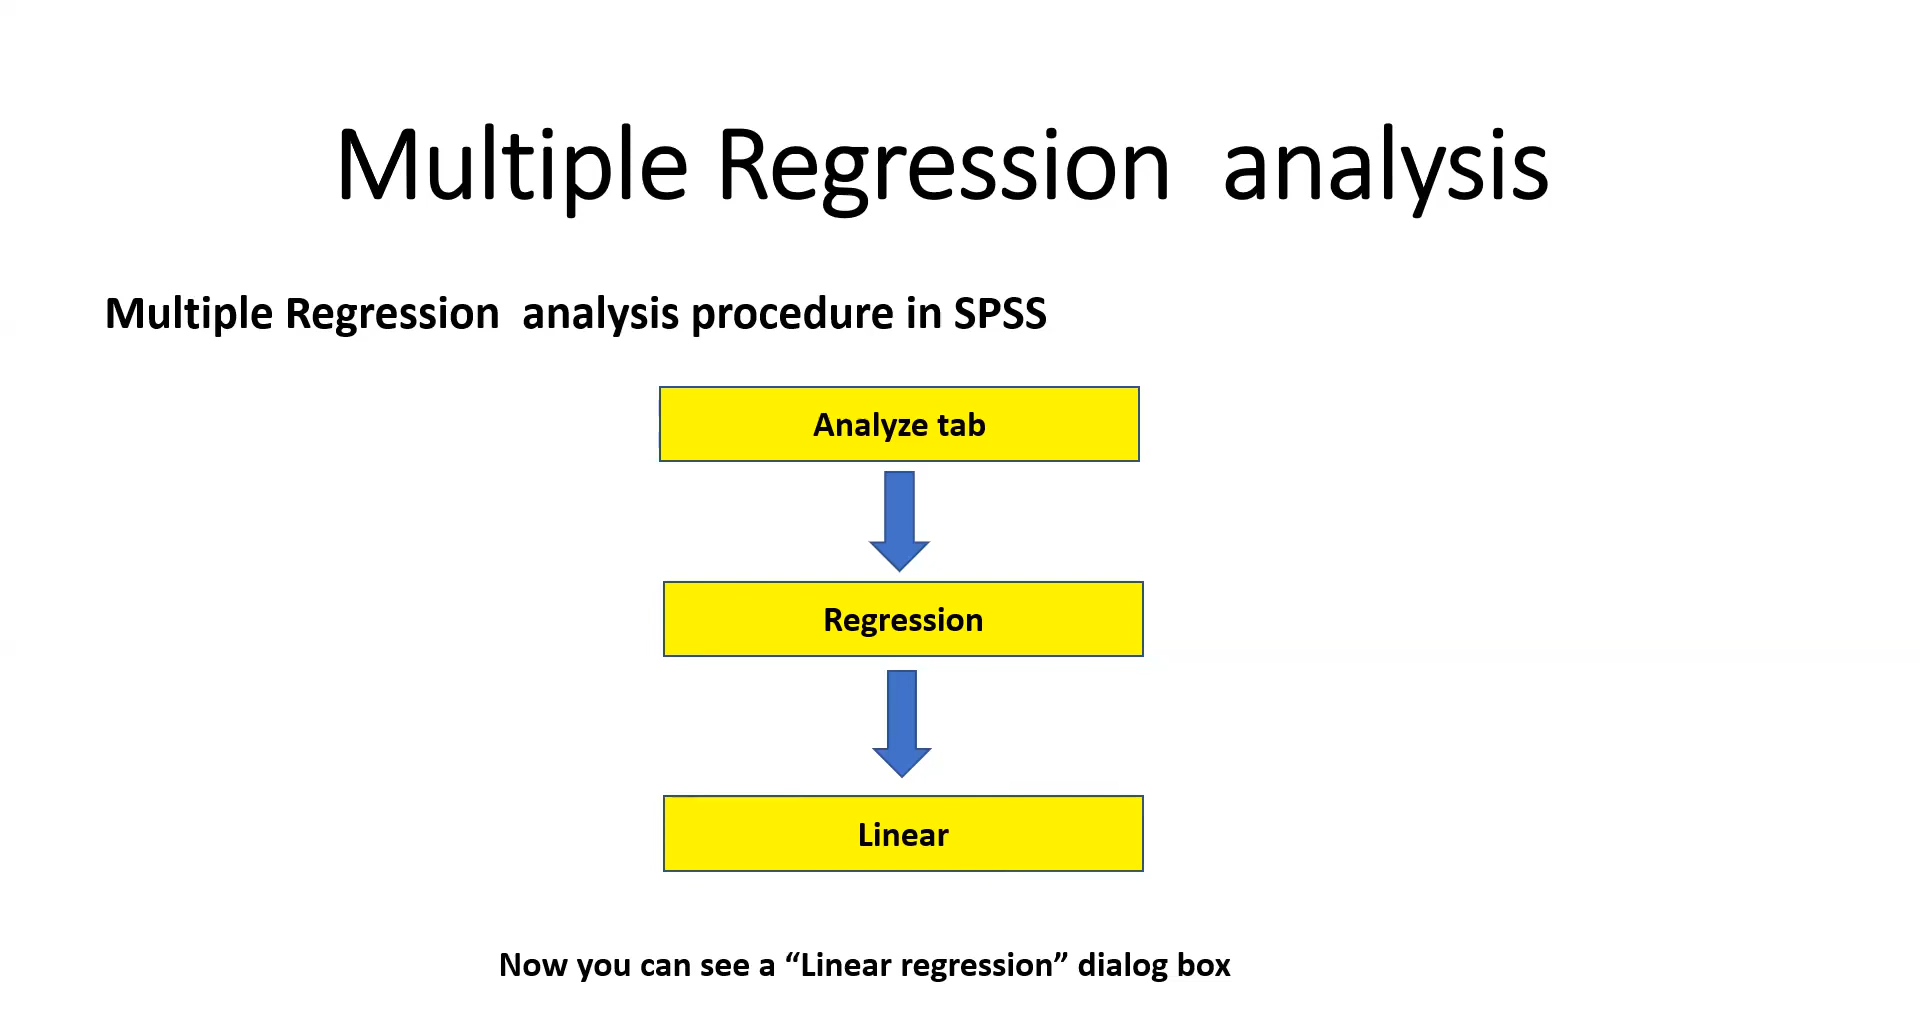 Multiple Regression  analysis
Multiple Regression  analysis procedure in SPSS
Analyze tab
Regression
Linear
Now you can see a “Linear regression” dialog box